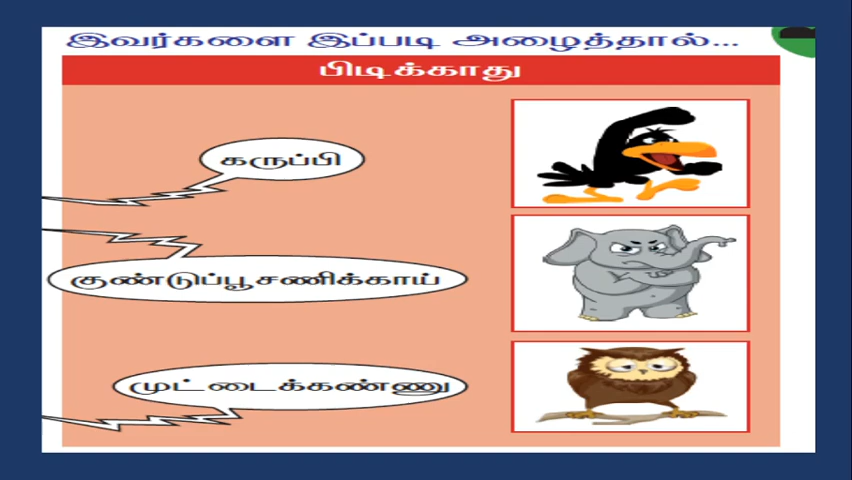 இவர்களை இப்படி அழைத்தால்...
பிடிக்காது
கருப்பி
குண்டுப்பூசணிக்காய்
முட்டைக்கண்ணு